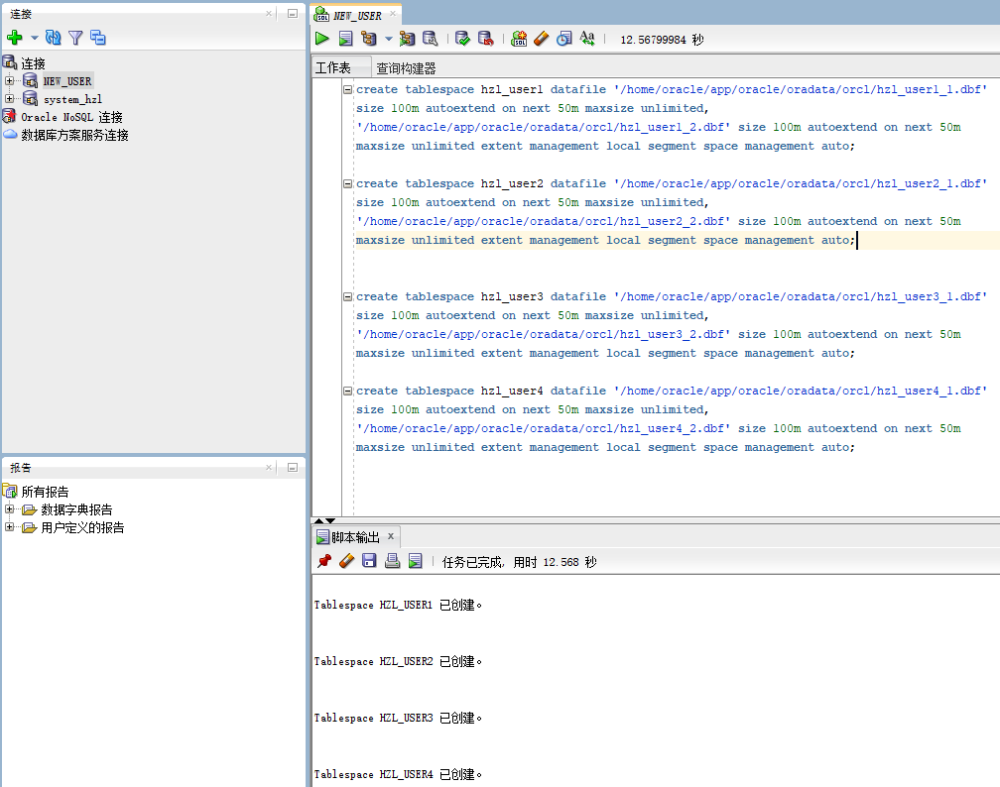 连接
连接
NEW_USER
system_hzl
Oracle NoSQL 连接
数据库方案服务连接
报告
所有报告
数据字典报告
用户定义的报告
NEW_USER
12.56799984 秒
工作表 查询构建器
create tablespace hzl_user1 datafile '/home/oracle/app/oracle/oradata/orcl/hzl_user1_1.dbf'
size 100m autoextend on next 50m maxsize unlimited,
'/home/oracle/app/oracle/oradata/orcl/hzl_user1_2.dbf' size 100m autoextend on next 50m
maxsize unlimited extent management local segment space management auto;
create tablespace hzl_user2 datafile '/home/oracle/app/oracle/oradata/orcl/hzl_user2_1.dbf'
size 100m autoextend on next 50m maxsize unlimited,
'/home/oracle/app/oracle/oradata/orcl/hzl_user2_2.dbf' size 100m autoextend on next 50m
maxsize unlimited extent management local segment space management auto;
create tablespace hzl_user3 datafile '/home/oracle/app/oracle/oradata/orcl/hzl_user3_1.dbf'
size 100m autoextend on next 50m maxsize unlimited,
'/home/oracle/app/oracle/oradata/orcl/hzl_user3_2.dbf' size 100m autoextend on next 50m
maxsize unlimited extent management local segment space management auto;
create tablespace hzl_user4 datafile '/home/oracle/app/oracle/oradata/orcl/hzl_user4_1.dbf'
size 100m autoextend on next 50m maxsize unlimited,
'/home/oracle/app/oracle/oradata/orcl/hzl_user4_2.dbf' size 100m autoextend on next 50m
maxsize unlimited extent management local segment space management auto;
脚本输出
任务已完成, 用时 12.568 秒
Tablespace HZL_USER1 已创建。
Tablespace HZL_USER2 已创建。
Tablespace HZL_USER3 已创建。
Tablespace HZL_USER4 已创建。